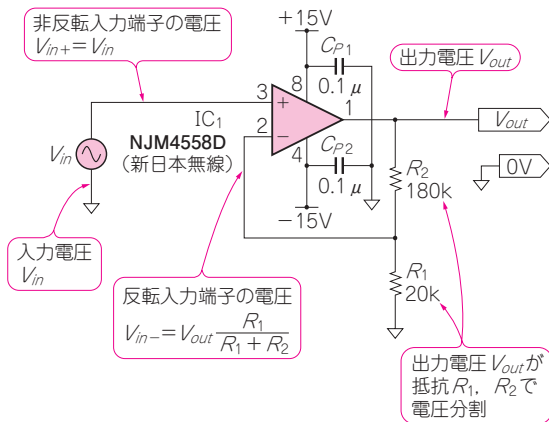 非反転入力端子の電圧
Vin+=Vin
+15V
CP1
0.1μ
出力電圧Vout
8
3
+
1
IC1
2
−
NJM4558D
(新日本無線)
4
CP2
0.1μ
−15V
Vin
Vout
0V
R2
180k
入力電圧
Vin
反転入力端子の電圧
Vin−=Vout R1/(R1+R2)
R1
20k
出力電圧Voutが
抵抗R1,R2で
電圧分割